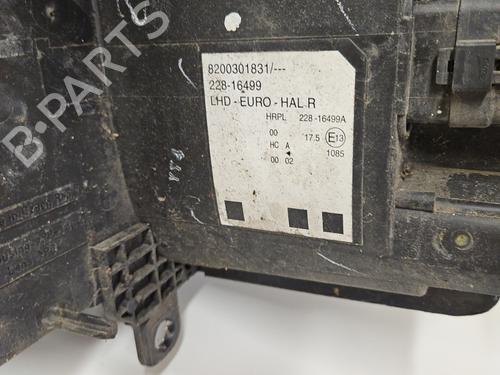 8200301831/---
228-16499
LHD - EURO - HAL R
HRPL 228-16499A
00 17.5 E13
HC A 1085
00 02
B-PARTS